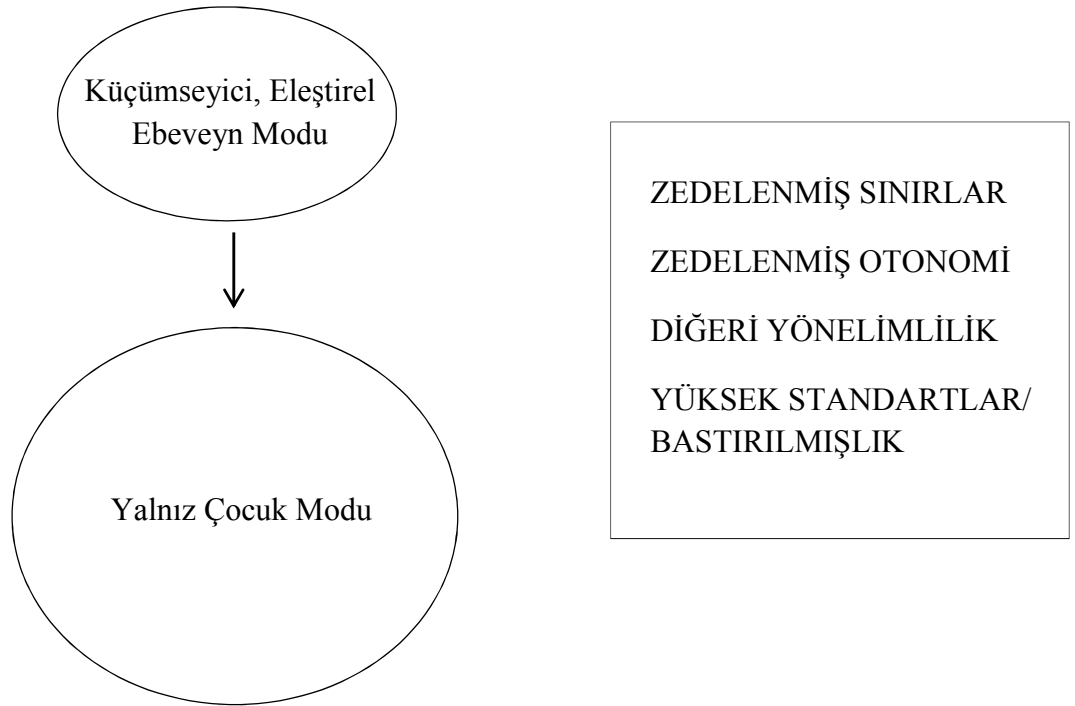 Küçümseyici, Eleştirel
Ebeveyn Modu
Yalnız Çocuk Modu
ZEDELENMİŞ SINIRLAR
ZEDELENMİŞ OTONOMİ
DİĞERİ YÖNELİMLİLİK
YÜKSEK STANDARTLAR/
BASTIRILMIŞLIK